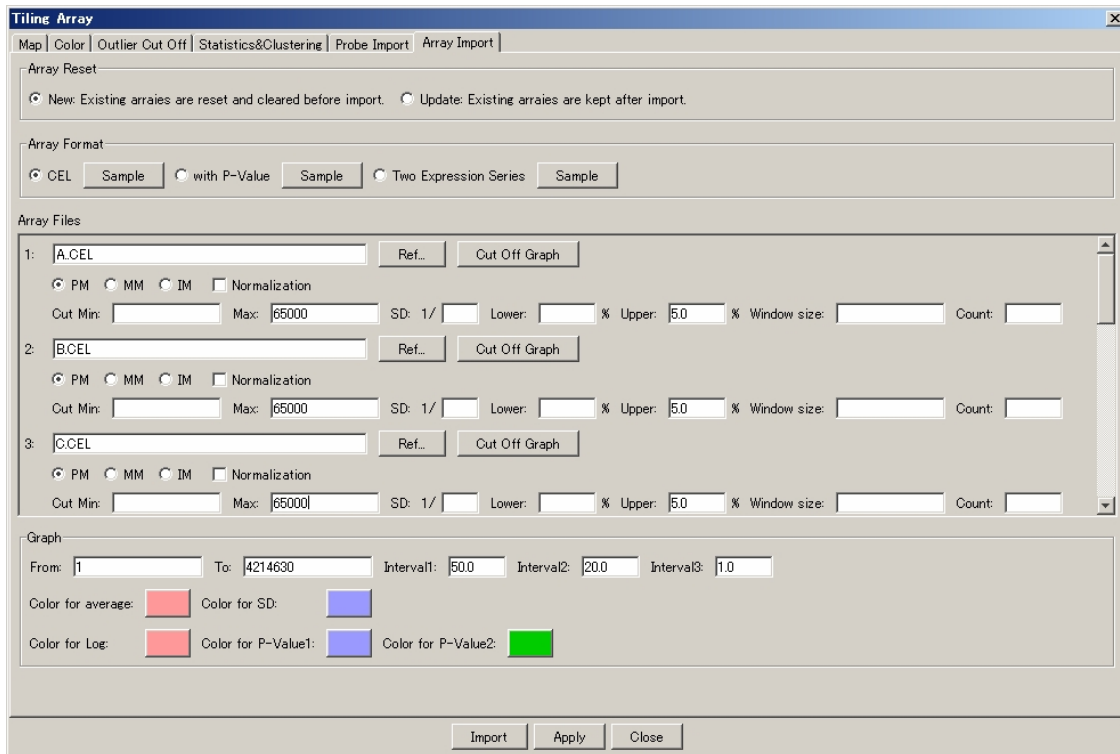 Tiling Array
Map Color Outlier Cut Off Statistics&Clustering Probe Import Array Import
Array Reset
New: Existing arraies are reset and cleared before import. Update: Existing arraies are kept after import.
Array Format
CEL Sample with P-Value Sample Two Expression Series Sample
Array Files
1: A.CEL Ref... Cut Off Graph
PM MM IM Normalization
Cut Min: Max: 65000 SD: 1/ Lower: % Upper: 5.0 % Window size: Count:
2: B.CEL Ref... Cut Off Graph
PM MM IM Normalization
Cut Min: Max: 65000 SD: 1/ Lower: % Upper: 5.0 % Window size: Count:
3: C.CEL Ref... Cut Off Graph
PM MM IM Normalization
Cut Min: Max: 65000 SD: 1/ Lower: % Upper: 5.0 % Window size: Count:
Graph
From: 1 To: 4214630 Interval1: 50.0 Interval2: 20.0 Interval3: 1.0
Color for average: Color for SD:
Color for Log: Color for P-Value1: Color for P-Value2:
Import Apply Close